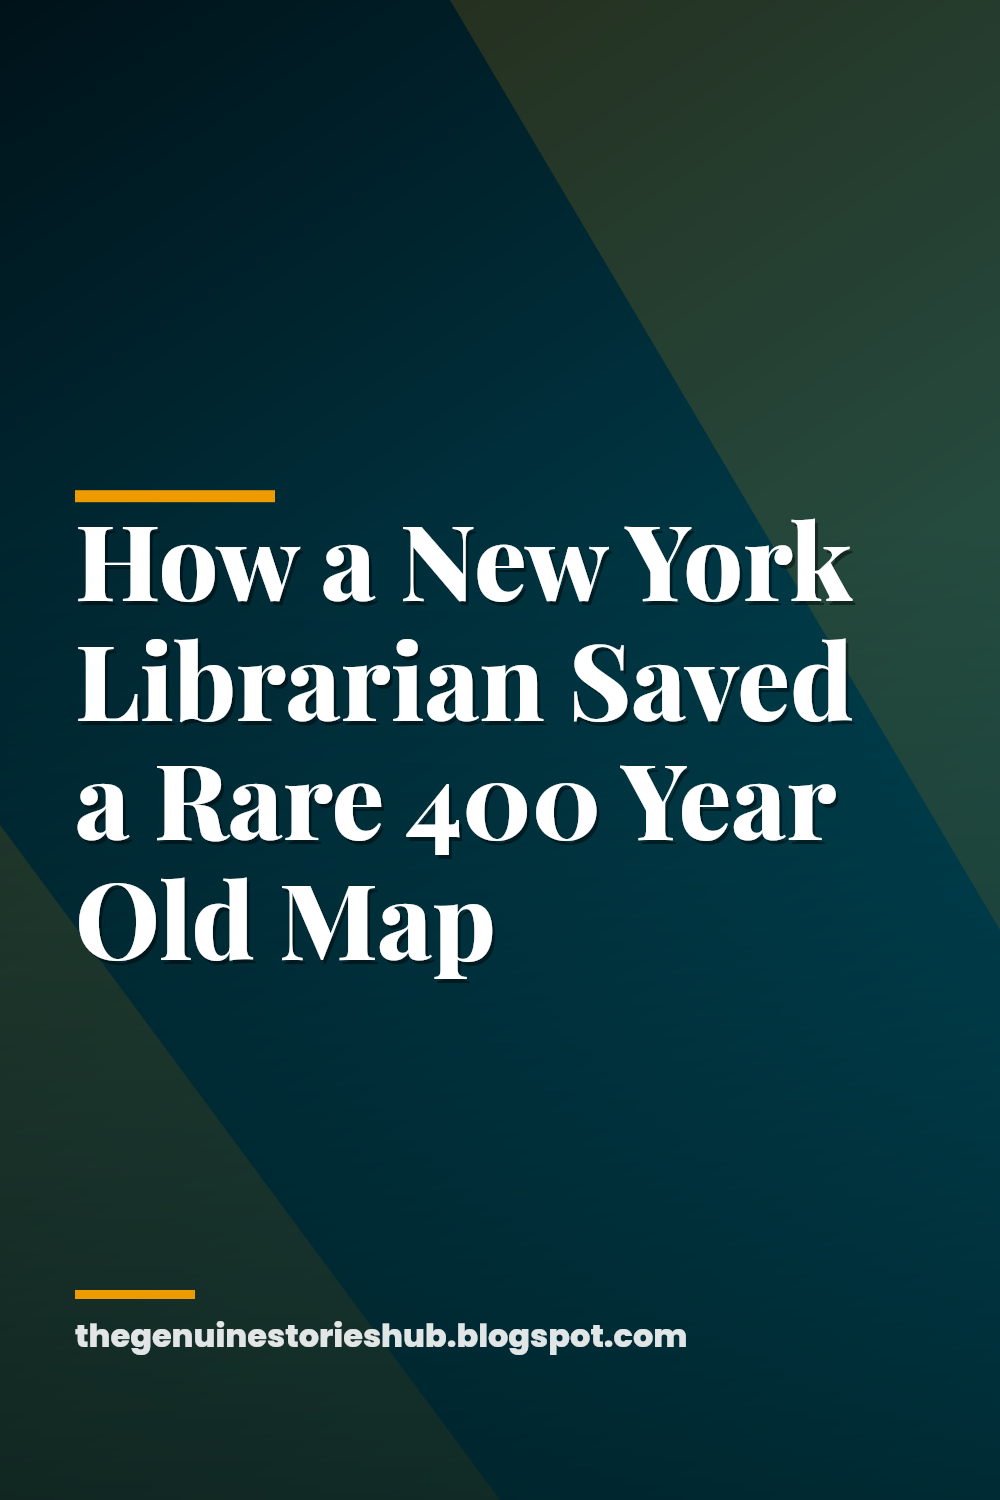 How a New York
Librarian Saved
a Rare 400 Year
Old Map
thegenuinestorieshub.blogspot.com